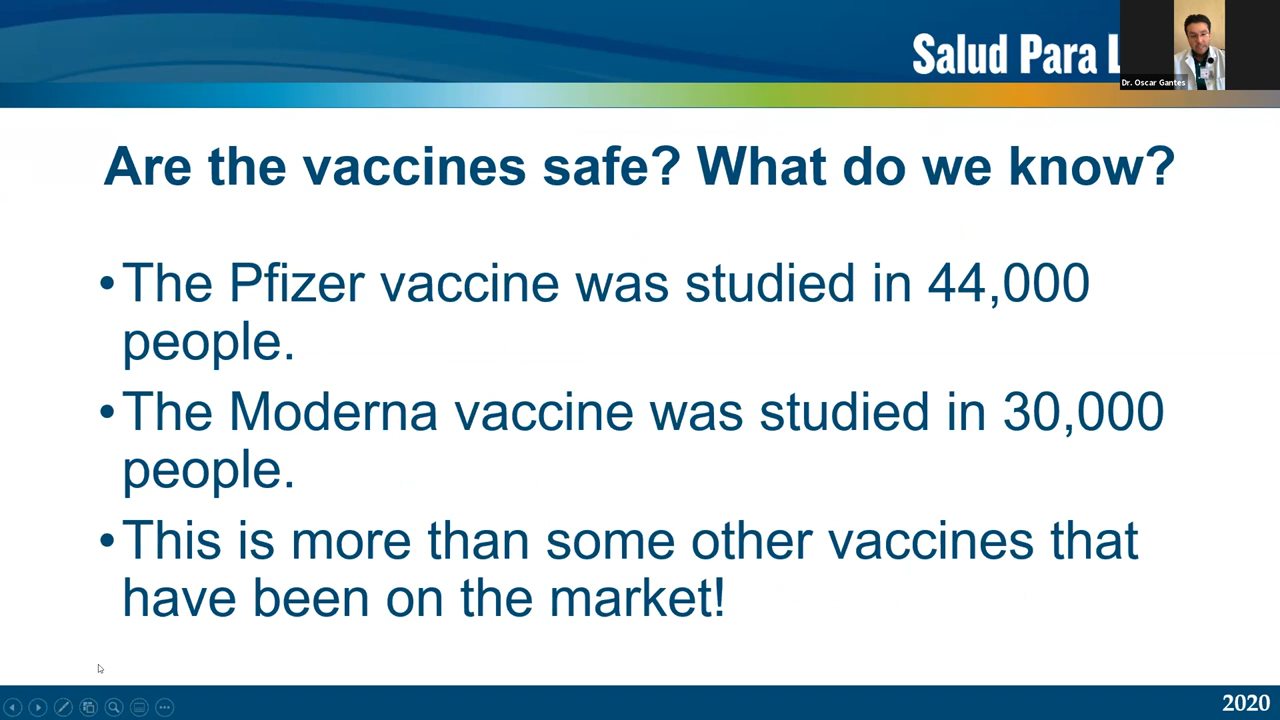 Salud Para L
Dr. Oscar Gantes
Are the vaccines safe? What do we know?
•The Pfizer vaccine was studied in 44,000
people.
•The Moderna vaccine was studied in 30,000
people.
•This is more than some other vaccines that
have been on the market!
2020